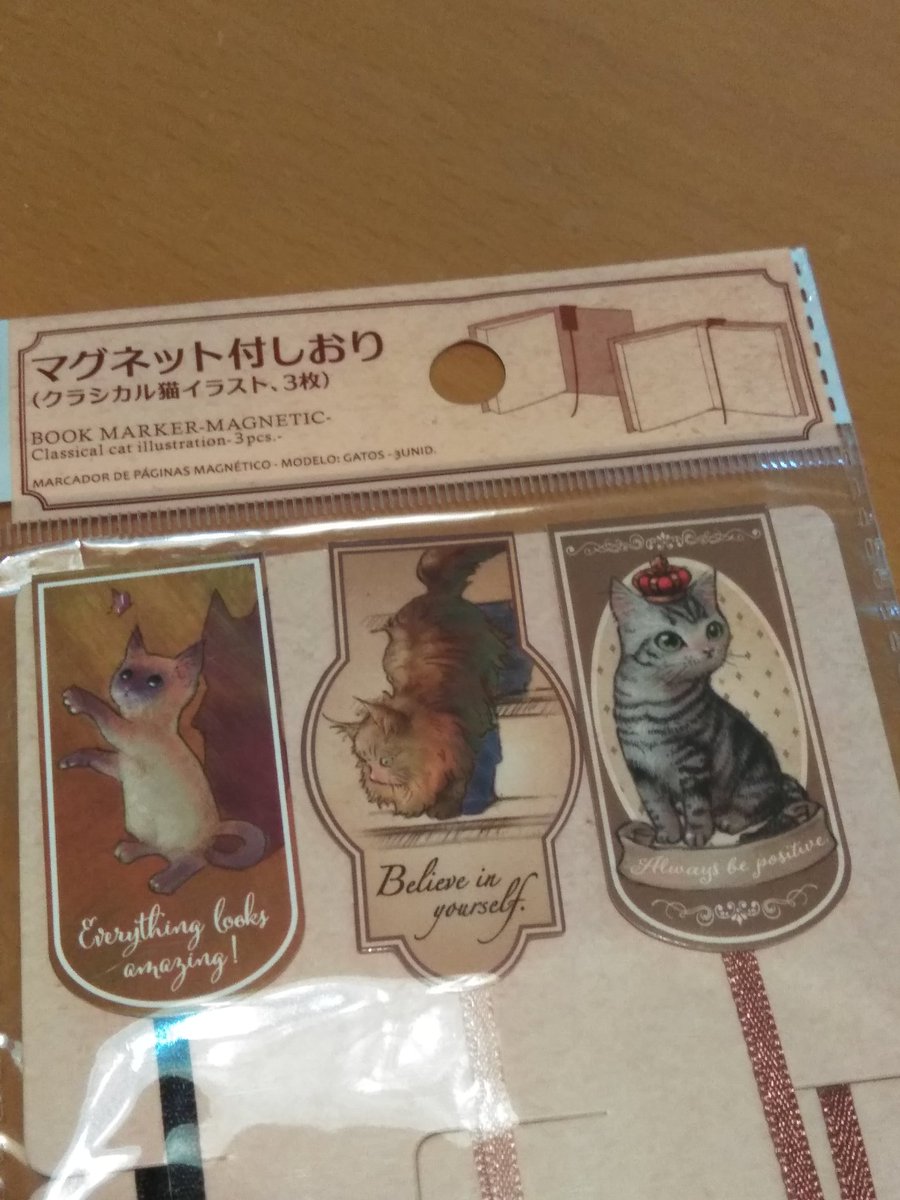 マグネット付しおり
(クラシカル猫イラスト、3枚)
BOOK MARKER-MAGNETIC-
Classical cat illustration-3pcs.-
MARCADOR DE PÁGINAS MAGNÉTICO - MODELO: GATOS - 3UNID.
Everything looks
amazing!
Believe in
yourself.
Always be positive